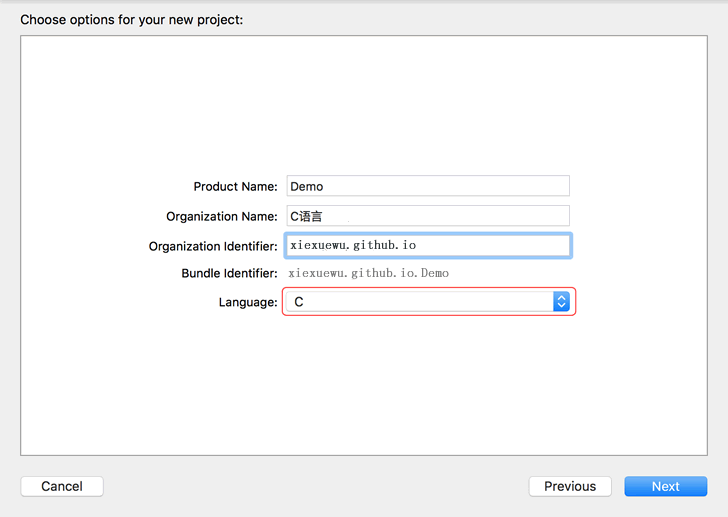 Choose options for your new project:
Product Name: Demo
Organization Name: C语言
Organization Identifier: xiexuewu.github.io
Bundle Identifier: xiexuewu.github.io.Demo
Language: C
Cancel Previous Next